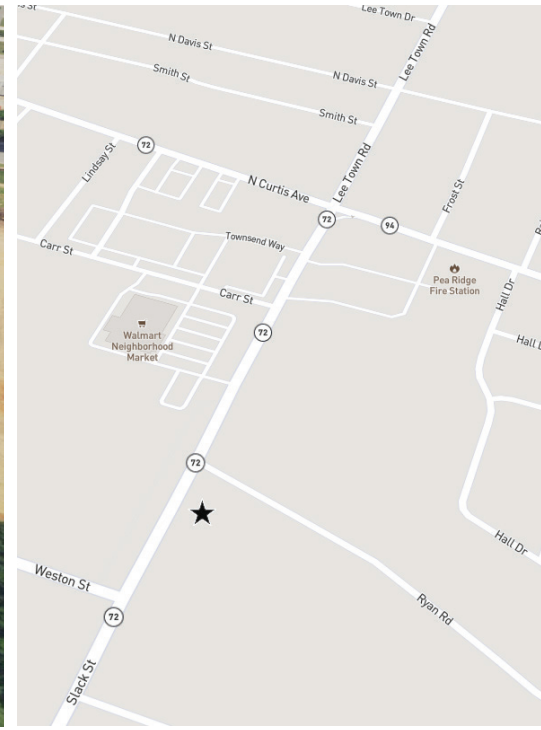 Lee Town Dr
N Davis St
Lee Town Rd
Smith St
N Davis St
Smith St
72
Lindsay St
N Curtis Ave
Lee Town Rd
Frost St
72
94
Townsend Way
Carr St
Pea Ridge
Fire Station
Hall Dr
Carr St
72
Walmart
Neighborhood
Market
Hall
72
Hall Dr
Weston St
Ryan Rd
72
Slack St